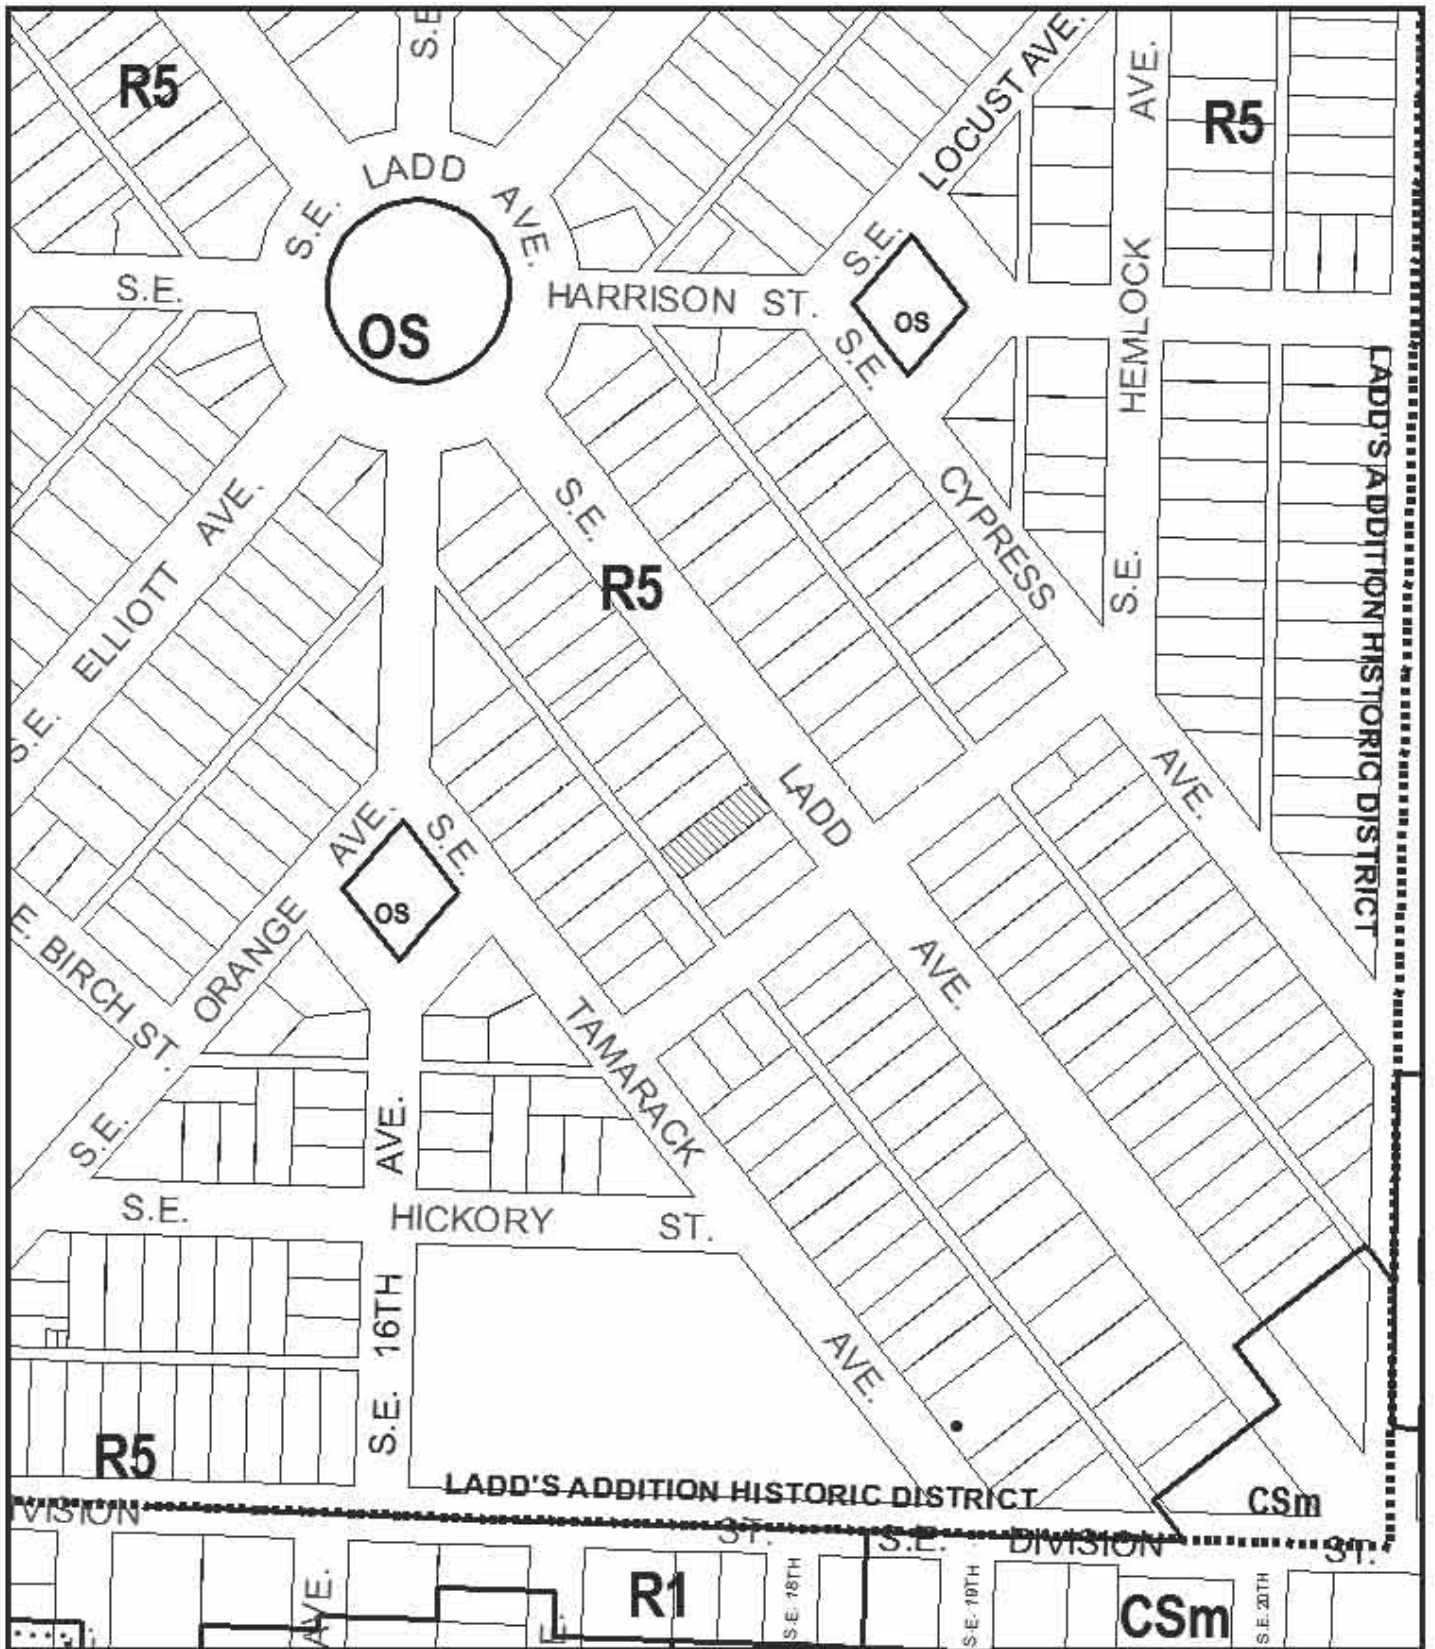 S.E.
LOCUST AVE.
AVE.
R5
R5
LADD
S.E.
AVE.
S.E.
S.E.
HARRISON ST.
OS
OS
S.E.
HEMLOCK
LADD'S ADDITION HISTORIC DISTRICT
AVE.
S.E.
CYPRESS
R5
S.E.
ELLIOTT
S.E.
AVE.
LADD
AVE.
S.E.
OS
ORANGE
E. BIRCH ST.
AVE.
TAMARACK
S.E.
AVE.
S.E.
HICKORY ST.
16TH
S.E.
AVE.
R5
LADD'S ADDITION HISTORIC DISTRICT
CSm
IVISION
ST.
S.E.
DIVISION
ST.
AVE.
R1
S.E. 18TH
S.E. 19TH
CSm
S.E. 20TH